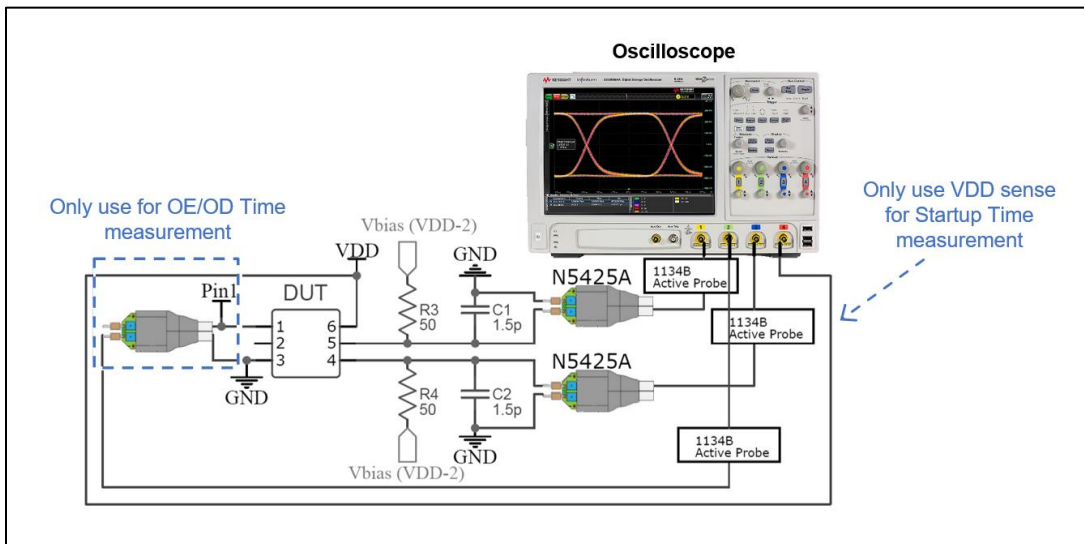 Oscilloscope
KEYSIGHT
Only use for OE/OD Time
measurement
Only use VDD sense
for Startup Time
measurement
Vbias (VDD-2)
VDD
GND
N5425A
1134B
Active Probe
Pin1
DUT
R3
50
C1
1.5p
1
2
3
6
5
4
1134B
Active Probe
N5425A
GND
R4
50
C2
1.5p
GND
Vbias (VDD-2)
1134B
Active Probe